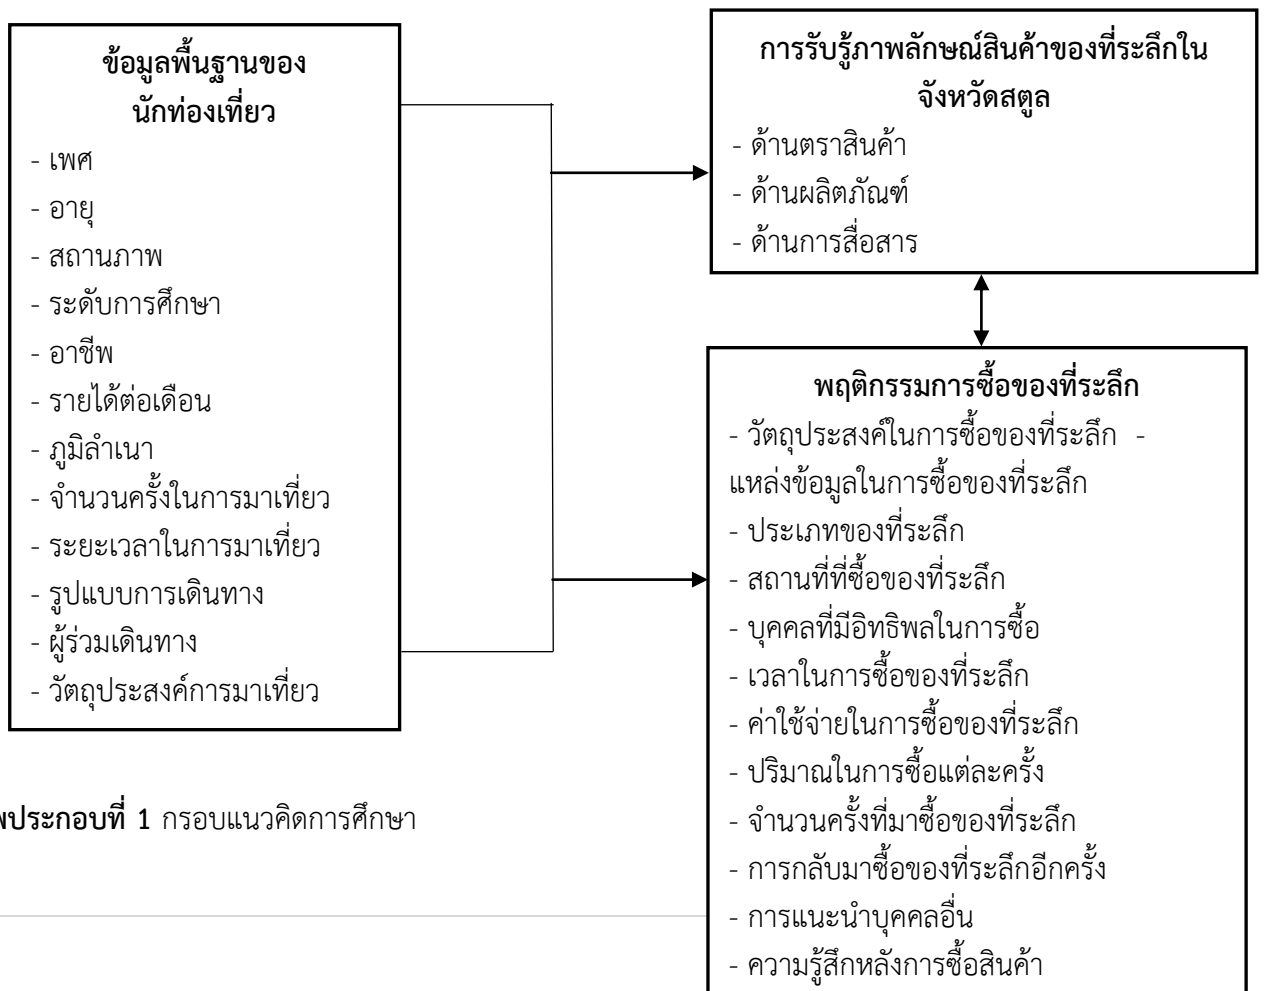 ข้อมูลพื้นฐานของ
นักท่องเที่ยว
- เพศ
- อายุ
- สถานภาพ
- ระดับการศึกษา
- อาชีพ
- รายได้ต่อเดือน
- ภูมิลำเนา
- จำนวนครั้งในการมาเที่ยว
- ระยะเวลาในการมาเที่ยว
- รูปแบบการเดินทาง
- ผู้ร่วมเดินทาง
- วัตถุประสงค์การมาเที่ยว
การรับรู้ภาพลักษณ์สินค้าของที่ระลึกใน
จังหวัดสตูล
- ด้านตราสินค้า
- ด้านผลิตภัณฑ์
- ด้านการสื่อสาร
พฤติกรรมการซื้อของที่ระลึก
- วัตถุประสงค์ในการซื้อของที่ระลึก -
แหล่งข้อมูลในการซื้อของที่ระลึก
- ประเภทของที่ระลึก
- สถานที่ที่ซื้อของที่ระลึก
- บุคคลที่มีอิทธิพลในการซื้อ
- เวลาในการซื้อของที่ระลึก
- ค่าใช้จ่ายในการซื้อของที่ระลึก
- ปริมาณในการซื้อแต่ละครั้ง
- จำนวนครั้งที่มาซื้อของที่ระลึก
- การกลับมาซื้อของที่ระลึกอีกครั้ง
- การแนะนำบุคคลอื่น
- ความรู้สึกหลังการซื้อสินค้า
พประกอบที่ 1 กรอบแนวคิดการศึกษา